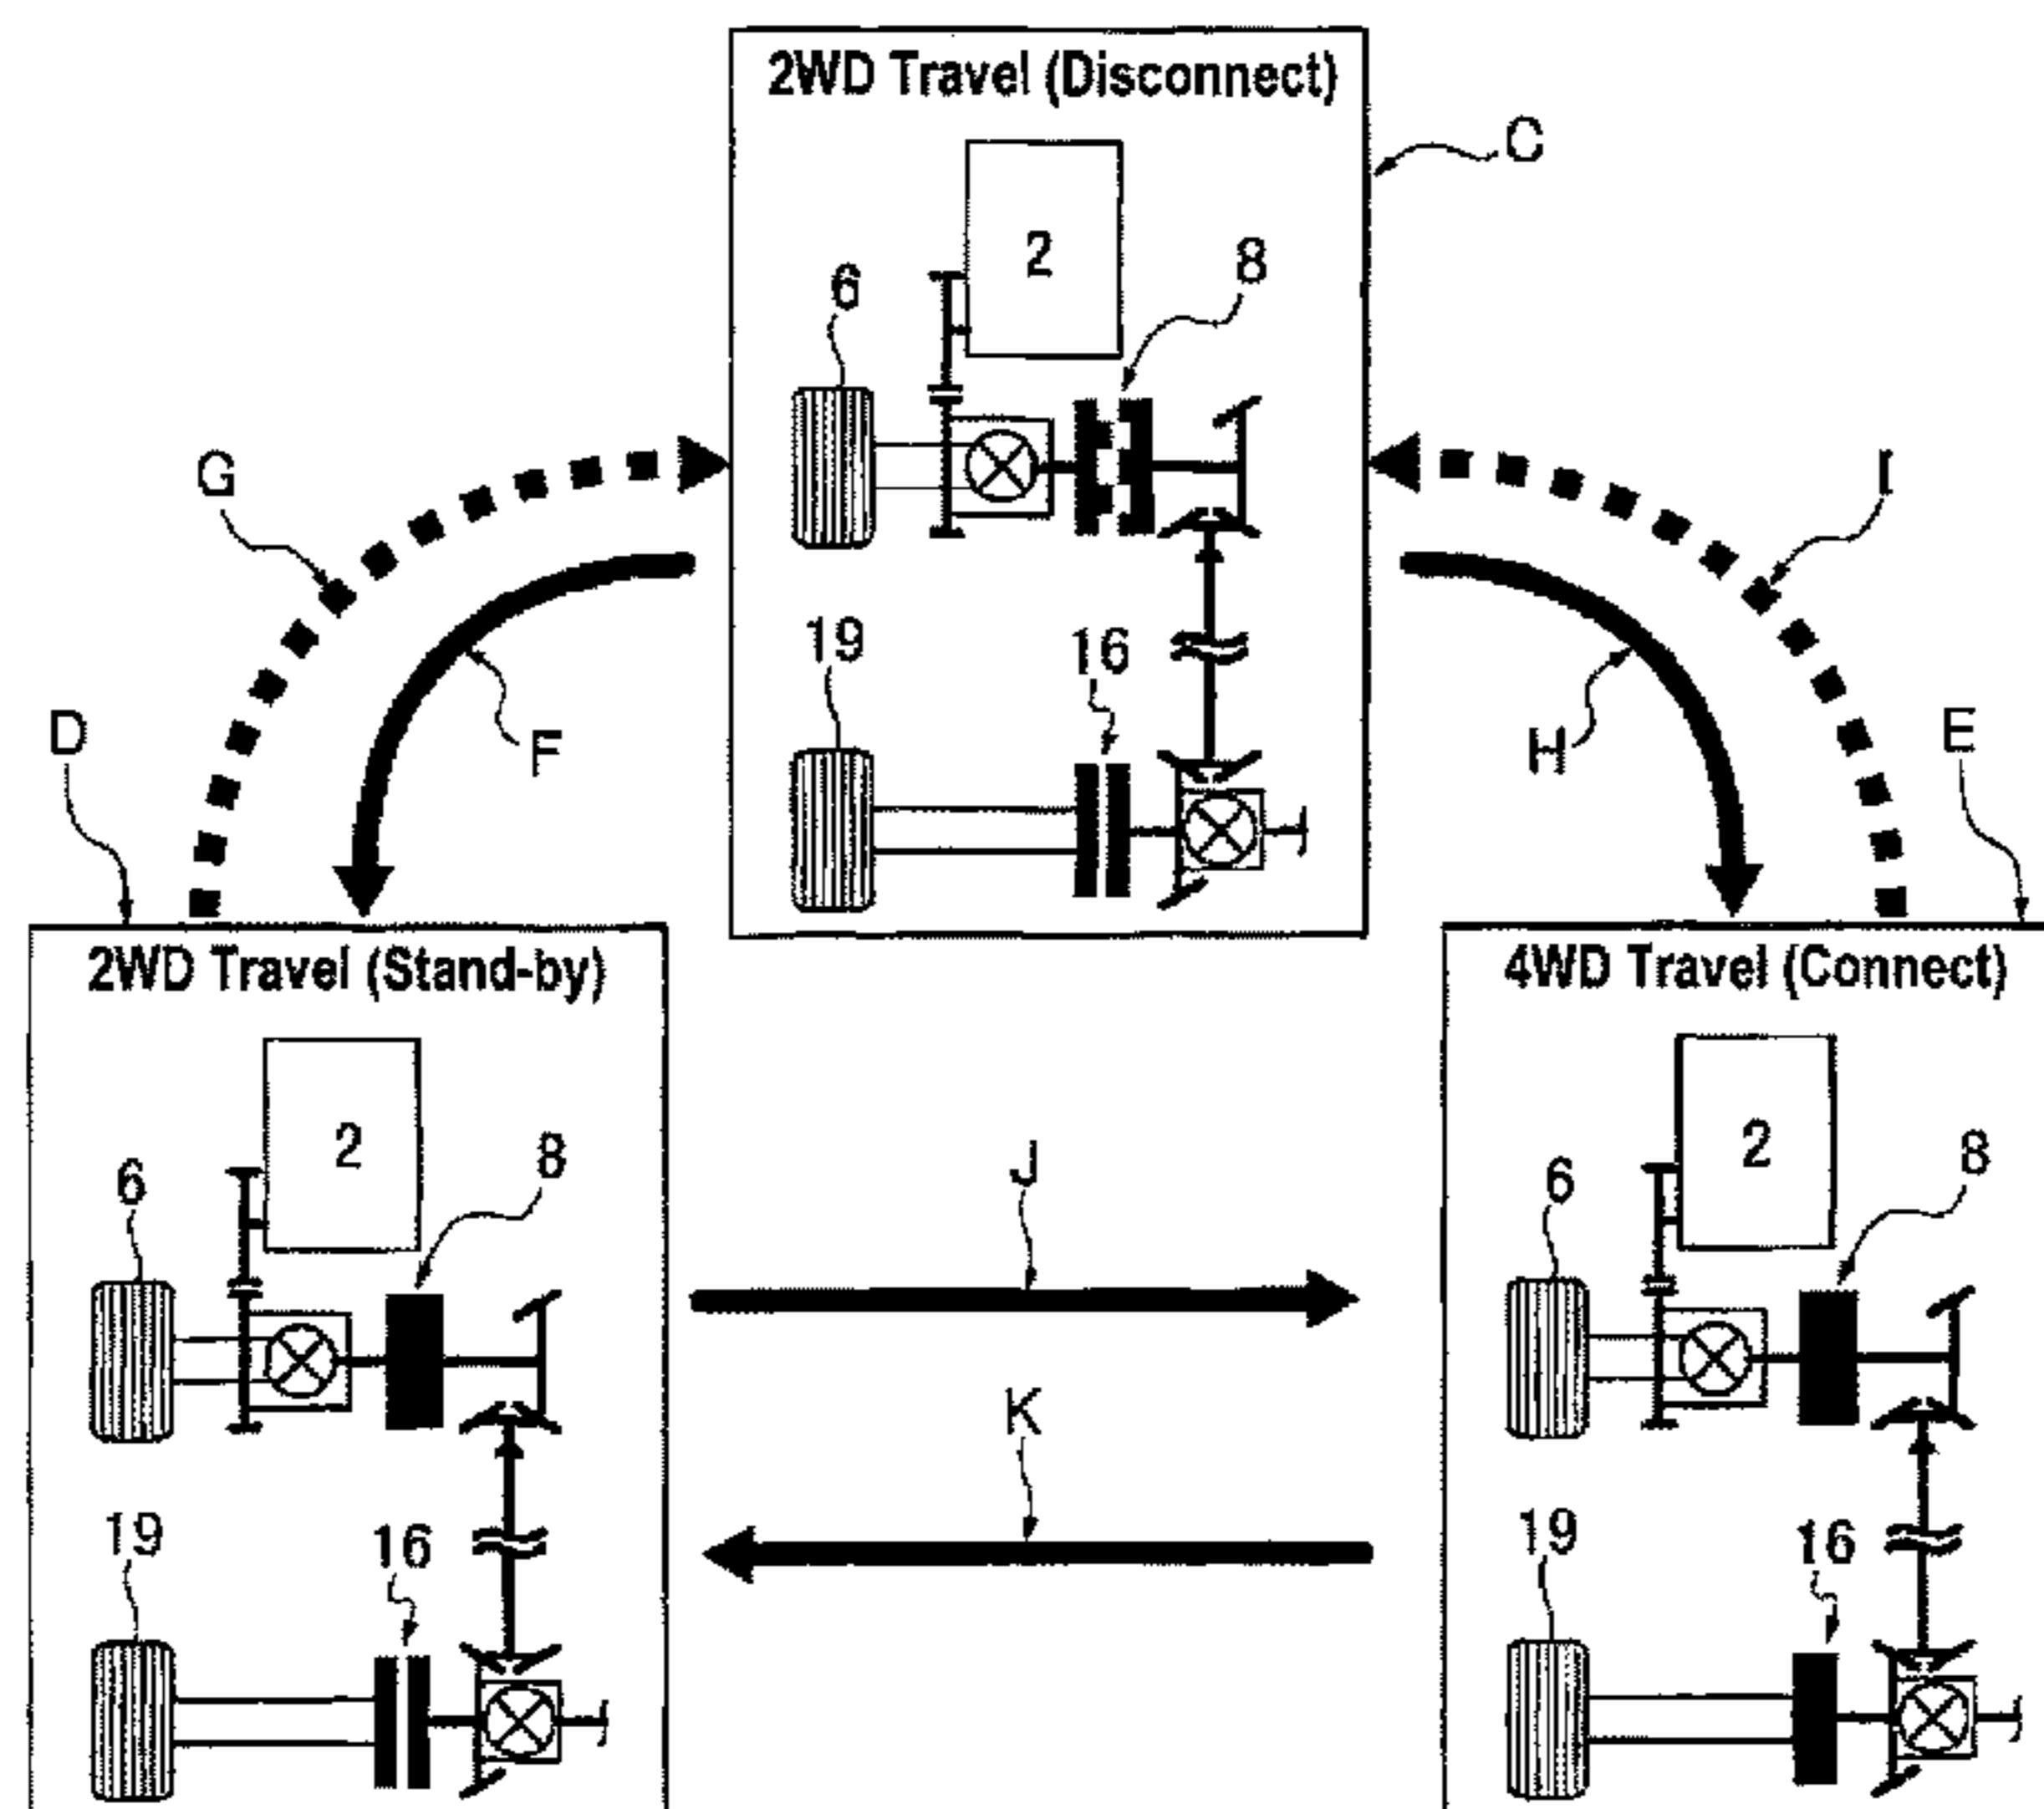 2WD Travel (Disconnect)
C
2
8
6
G
I
19
16
D
F
H
E
2WD Travel (Stand-by)
4WD Travel (Connect)
2
8
6
J
2
8
6
K
19
16
19
16